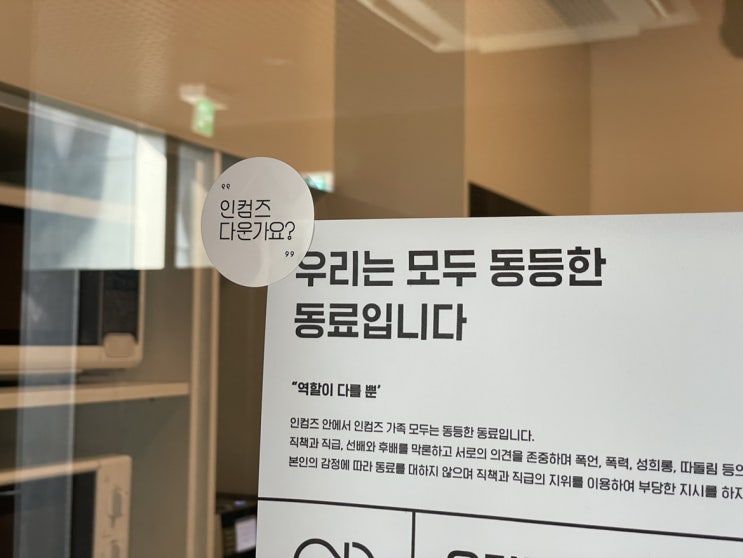 “
인컴즈
다운가요?
”
우리는 모두 동등한
동료입니다
“역할이 다를 뿐’
인컴즈 안에서 인컴즈 가족 모두는 동등한 동료입니다.
직책과 직급, 선배와 후배를 막론하고 서로의 의견을 존중하며 폭언, 폭력, 성희롱, 따돌림 등의
본인의 감정에 따라 동료를 대하지 않으며 직책과 직급의 지위를 이용하여 부당한 지시를 하지